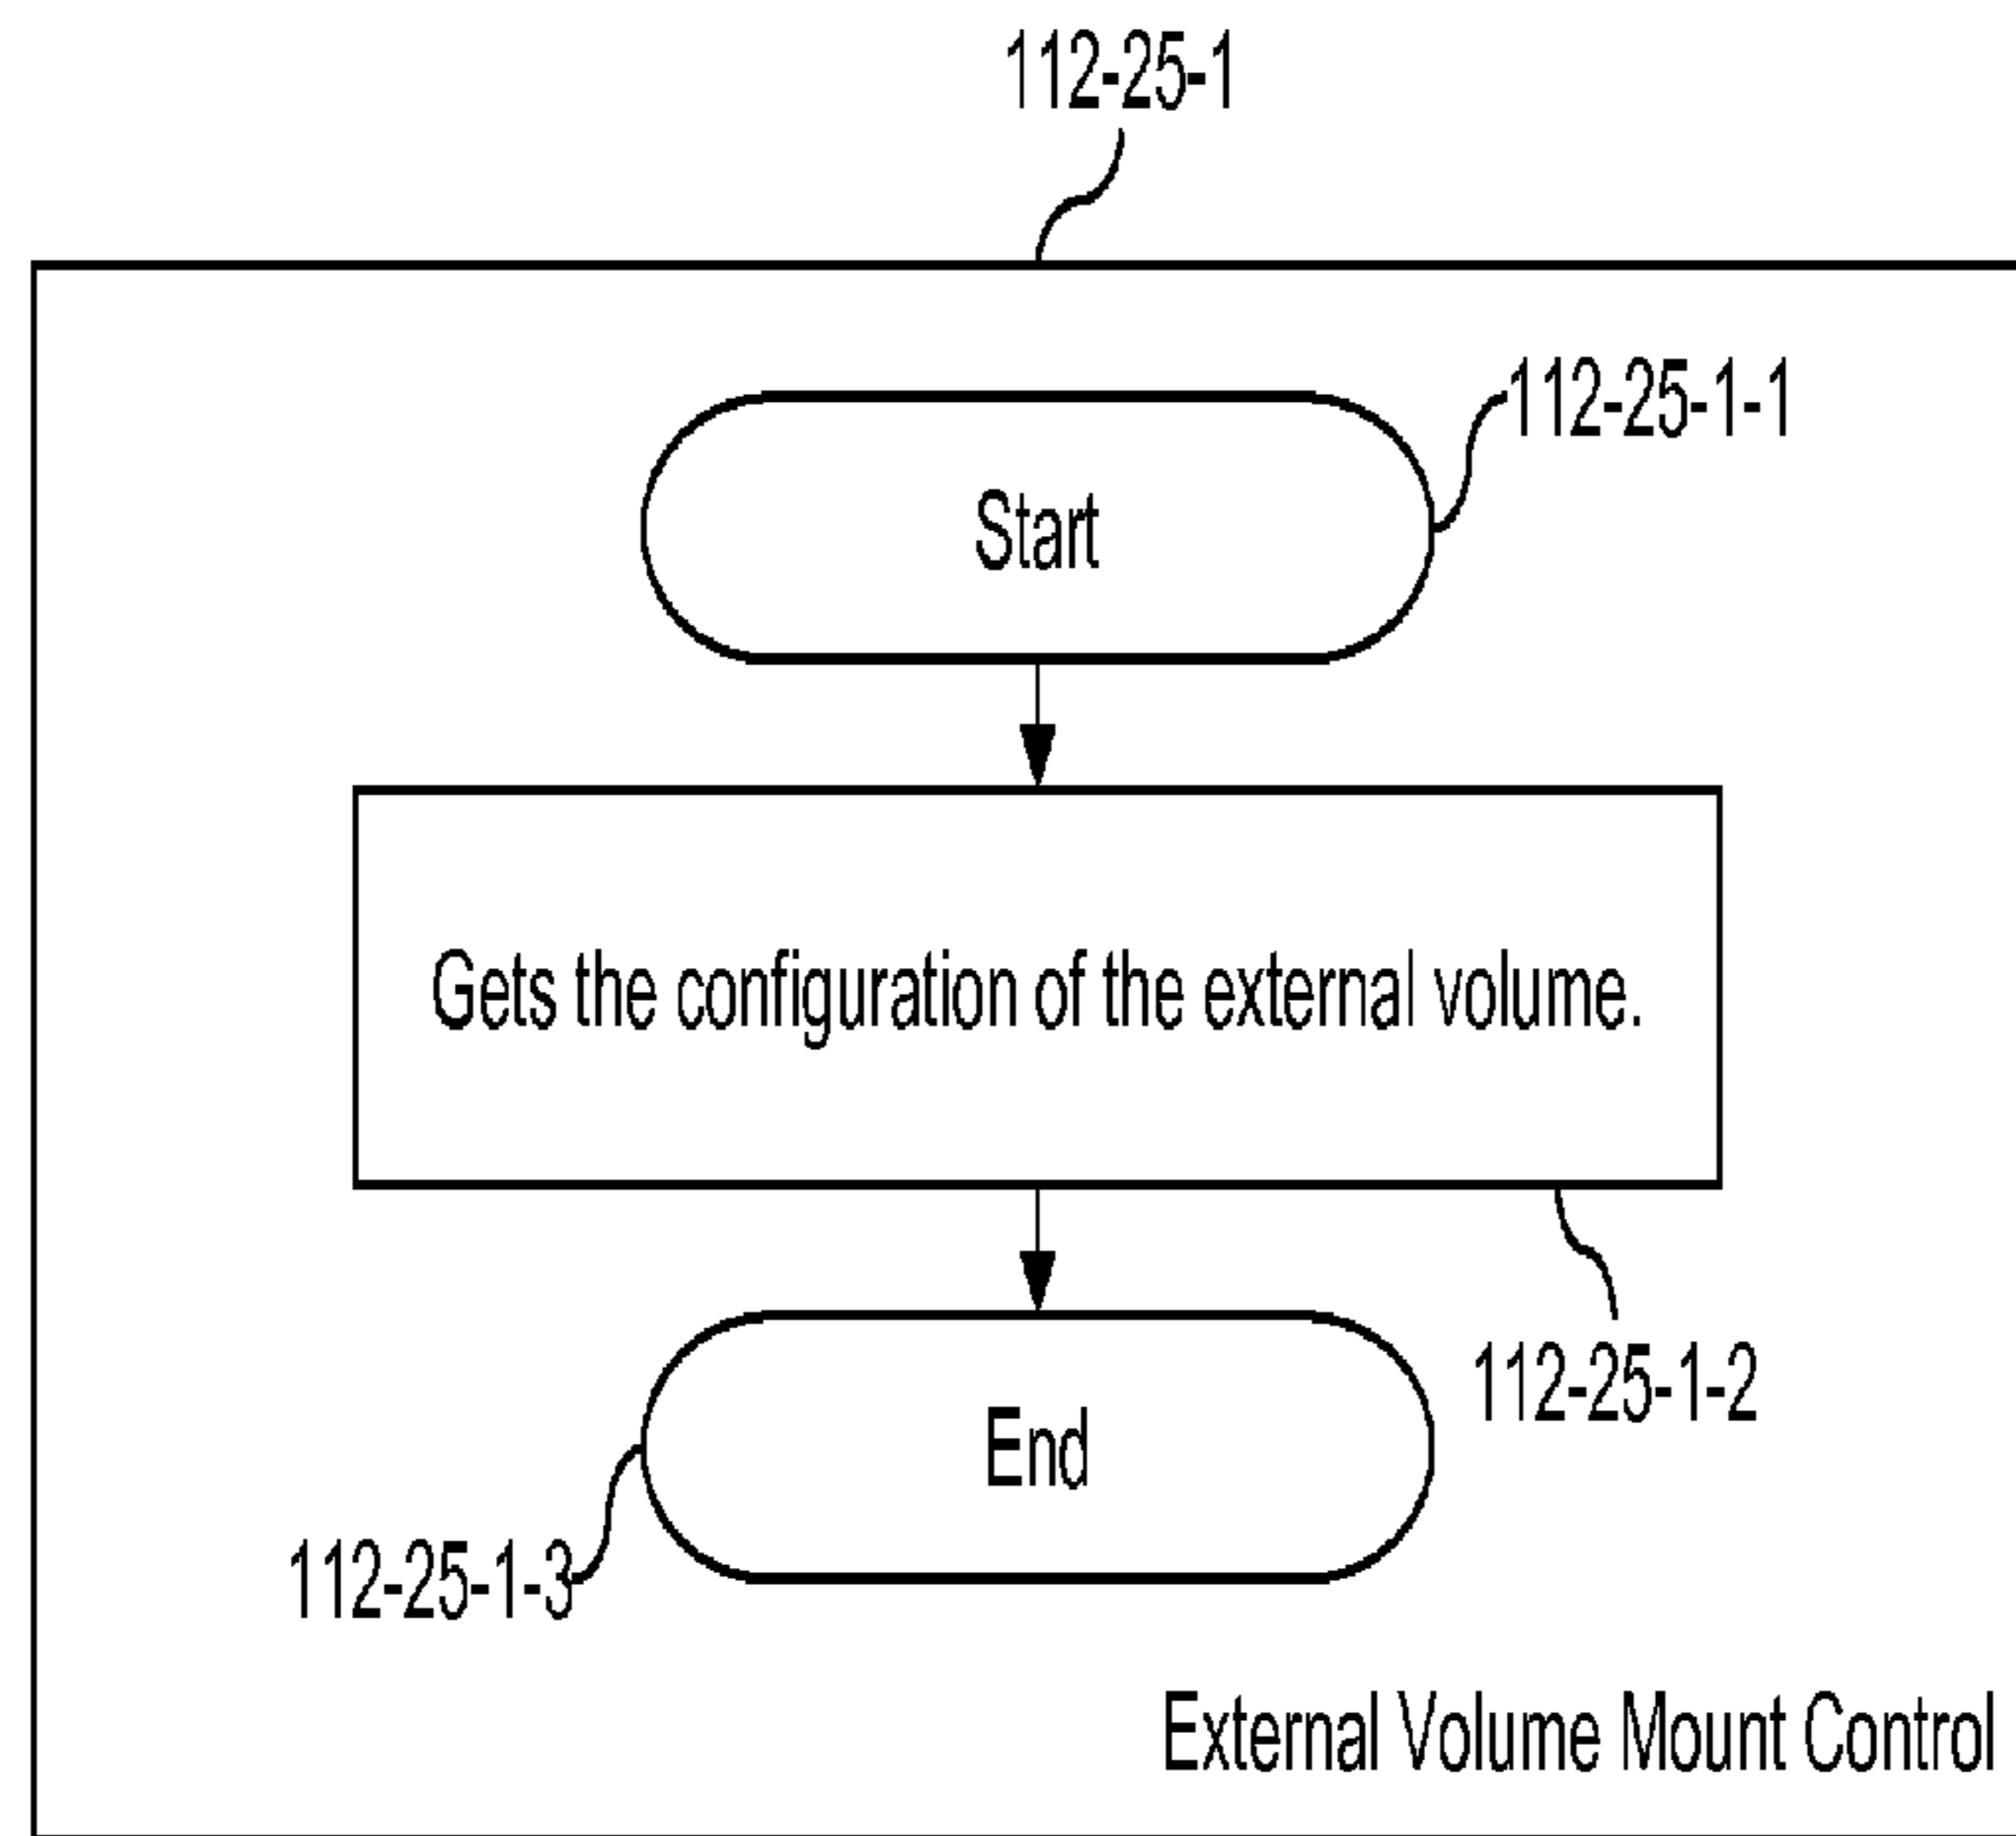 112-25-1
112-25-1-1
Start
Gets the configuration of the external volume.
112-25-1-2
End
112-25-1-3
External Volume Mount Control